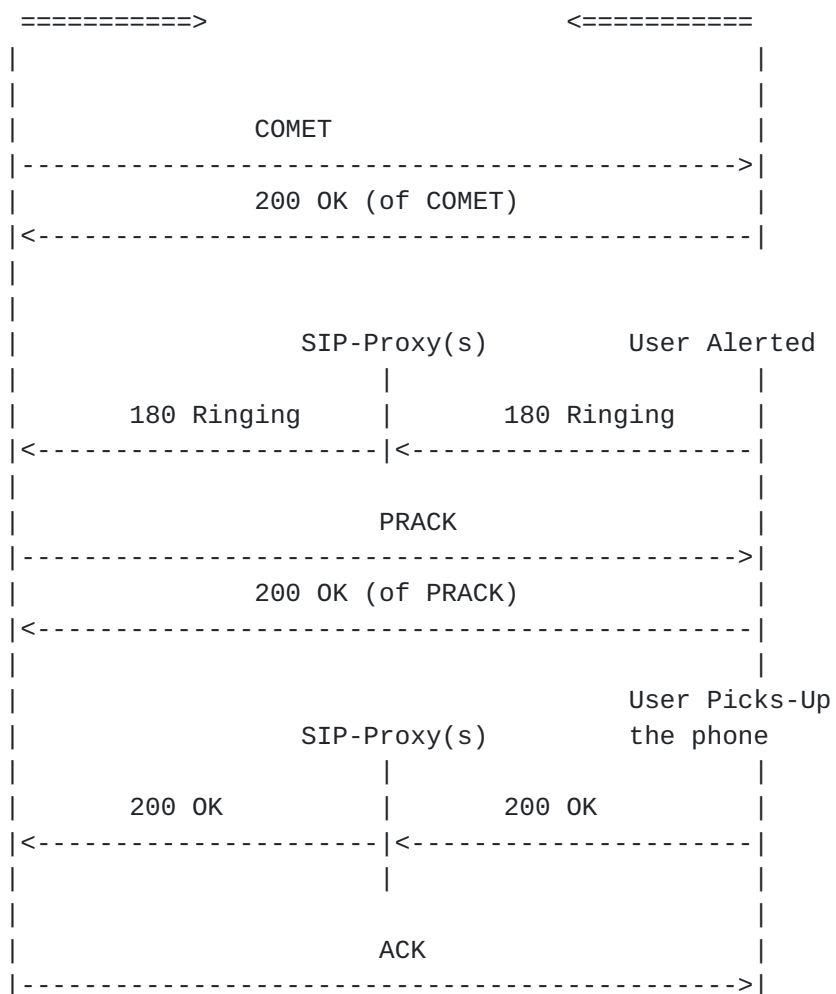 ===========>                       <===========
COMET
|---------------------------------------------->|
200 OK (of COMET)
|<----------------------------------------------|
SIP-Proxy(s)         User Alerted
180 Ringing     |       180 Ringing
|<----------------------|<----------------------|
PRACK
|---------------------------------------------->|
200 OK (of PRACK)
|<----------------------------------------------|
User Picks-Up
SIP-Proxy(s)         the phone
200 OK          |       200 OK
|<----------------------|<----------------------|
ACK
|---------------------------------------------->|